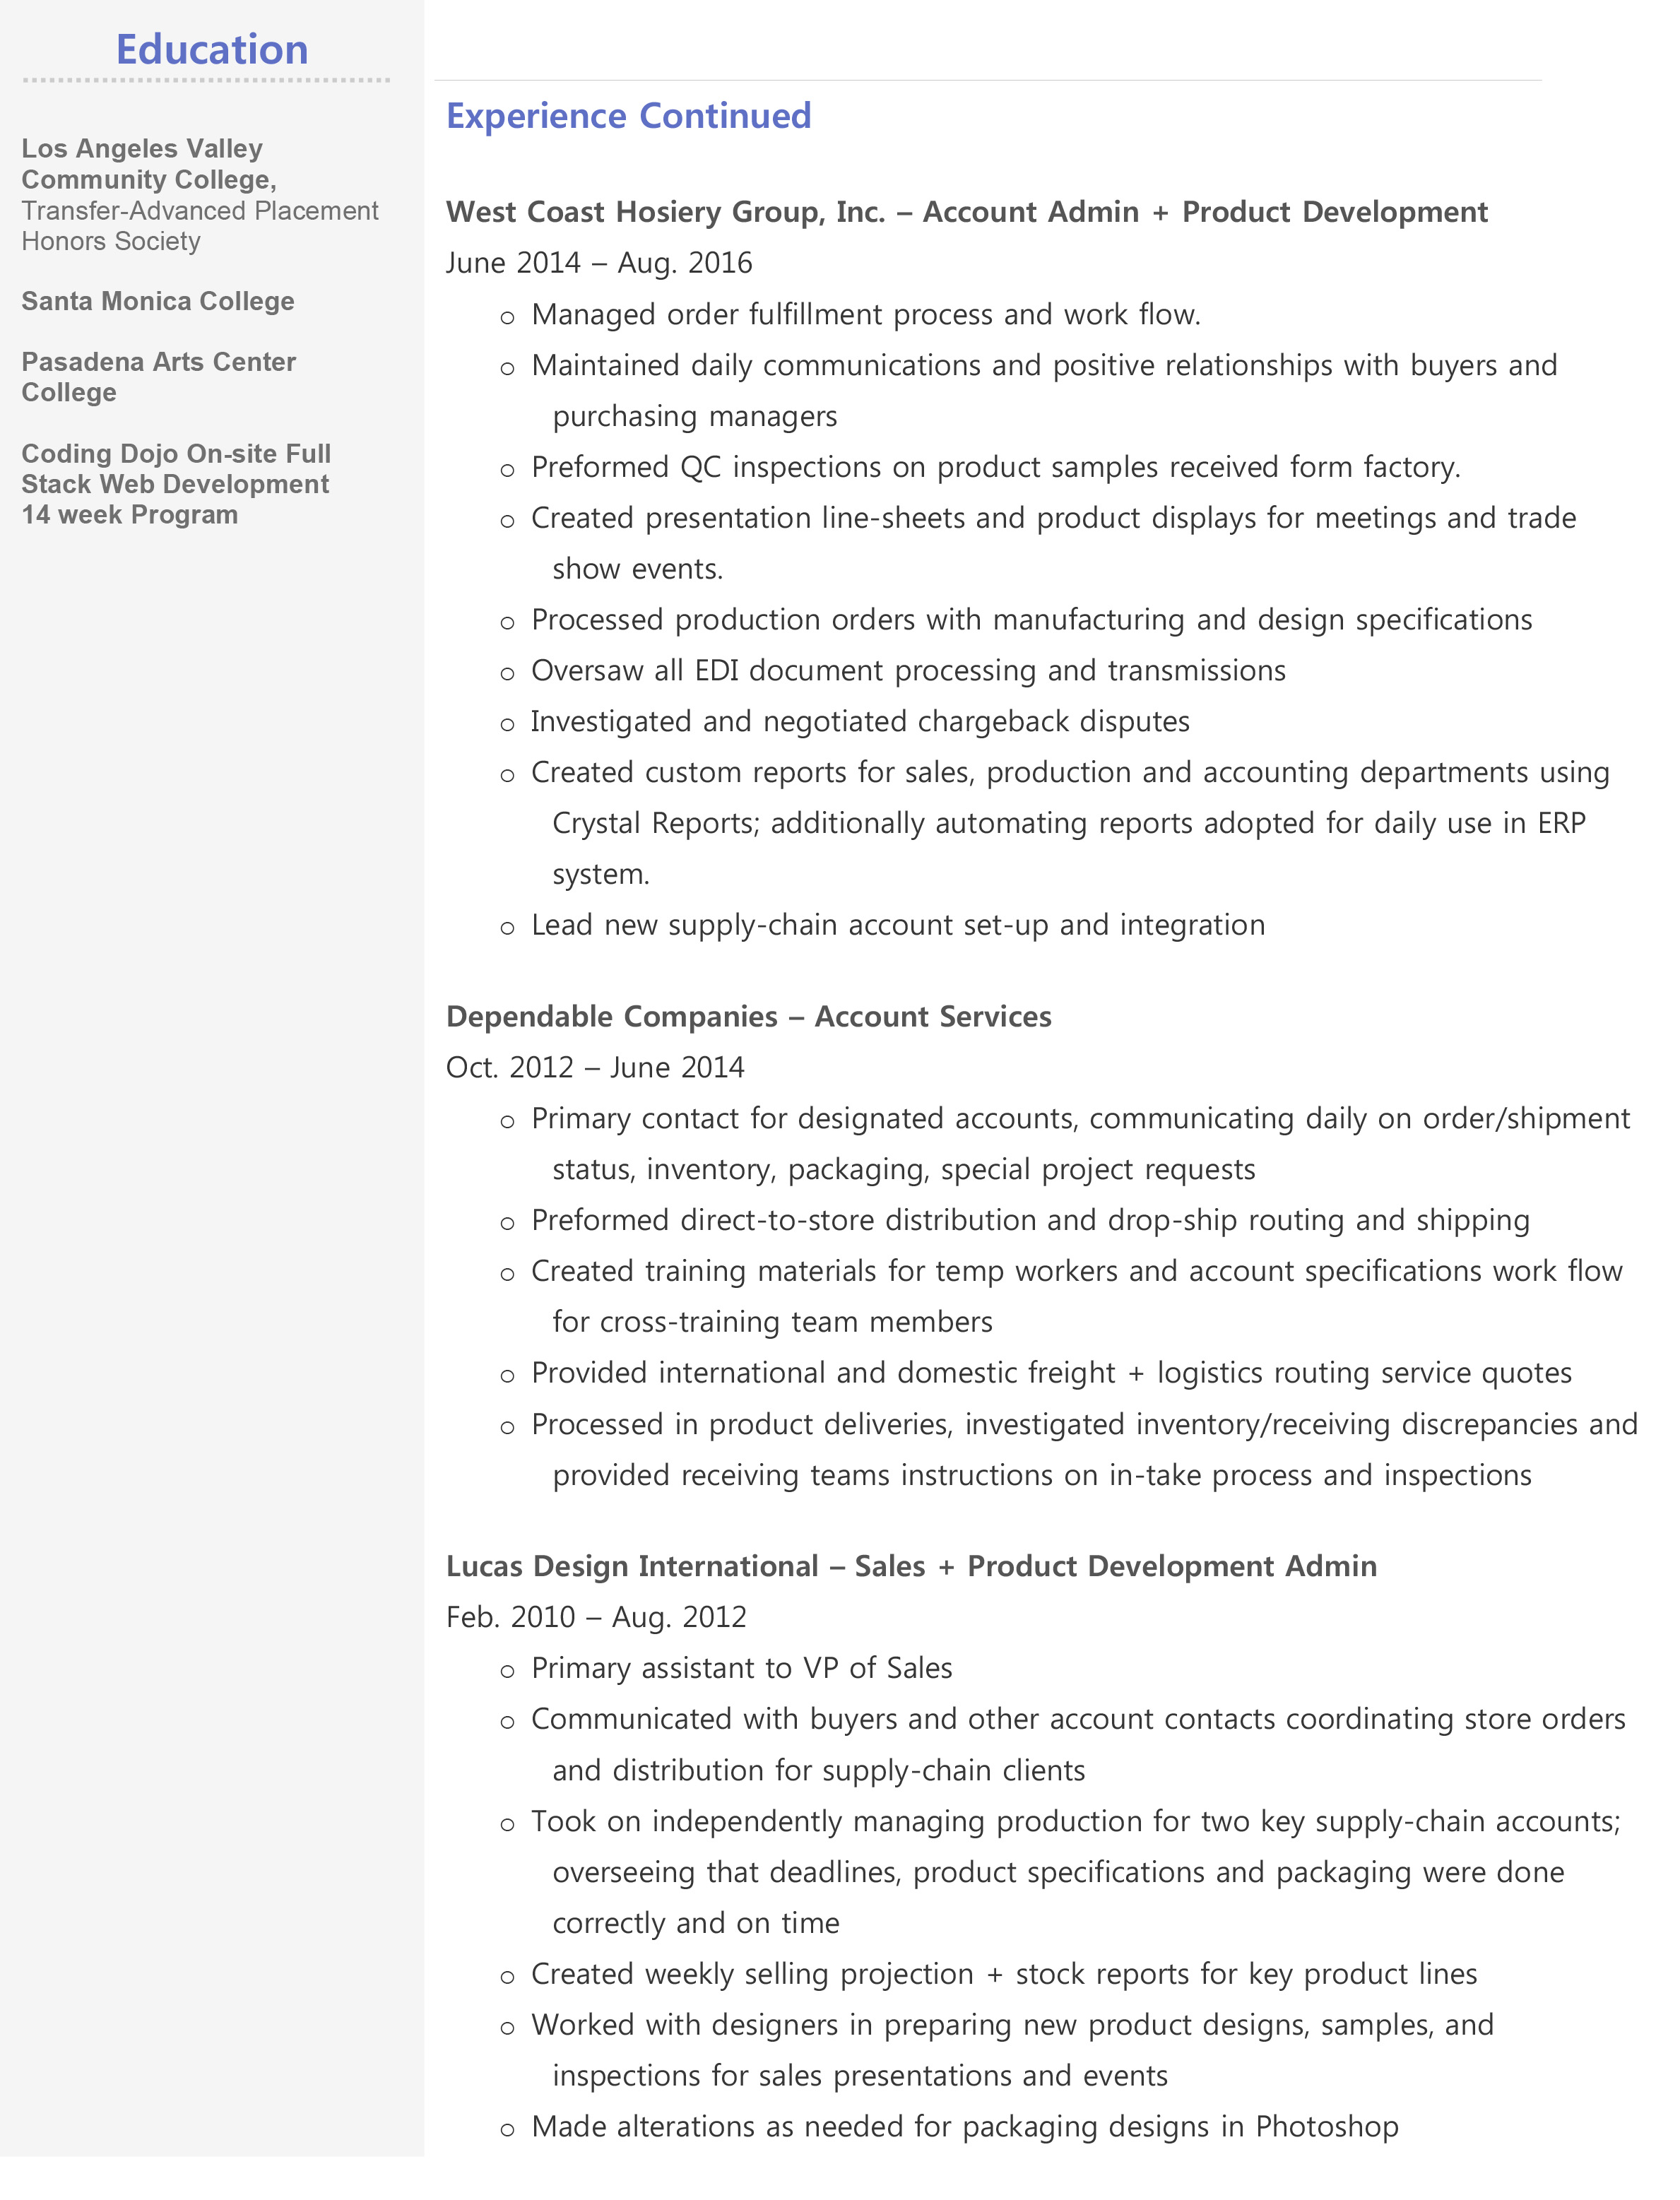 Education
Los Angeles Valley
Community College,
Transfer-Advanced Placement
Honors Society
Santa Monica College
Pasadena Arts Center
College
Coding Dojo On-site Full
Stack Web Development
14 week Program
Experience Continued
West Coast Hosiery Group, Inc. – Account Admin + Product Development
June 2014 – Aug. 2016
o Managed order fulfillment process and work flow.
o Maintained daily communications and positive relationships with buyers and
purchasing managers
o Preformed QC inspections on product samples received form factory.
o Created presentation line-sheets and product displays for meetings and trade
show events.
o Processed production orders with manufacturing and design specifications
o Oversaw all EDI document processing and transmissions
o Investigated and negotiated chargeback disputes
o Created custom reports for sales, production and accounting departments using
Crystal Reports; additionally automating reports adopted for daily use in ERP
system.
o Lead new supply-chain account set-up and integration
Dependable Companies – Account Services
Oct. 2012 – June 2014
o Primary contact for designated accounts, communicating daily on order/shipment
status, inventory, packaging, special project requests
o Preformed direct-to-store distribution and drop-ship routing and shipping
o Created training materials for temp workers and account specifications work flow
for cross-training team members
o Provided international and domestic freight + logistics routing service quotes
o Processed in product deliveries, investigated inventory/receiving discrepancies and
provided receiving teams instructions on in-take process and inspections
Lucas Design International – Sales + Product Development Admin
Feb. 2010 – Aug. 2012
o Primary assistant to VP of Sales
o Communicated with buyers and other account contacts coordinating store orders
and distribution for supply-chain clients
o Took on independently managing production for two key supply-chain accounts;
overseeing that deadlines, product specifications and packaging were done
correctly and on time
o Created weekly selling projection + stock reports for key product lines
o Worked with designers in preparing new product designs, samples, and
inspections for sales presentations and events
o Made alterations as needed for packaging designs in Photoshop